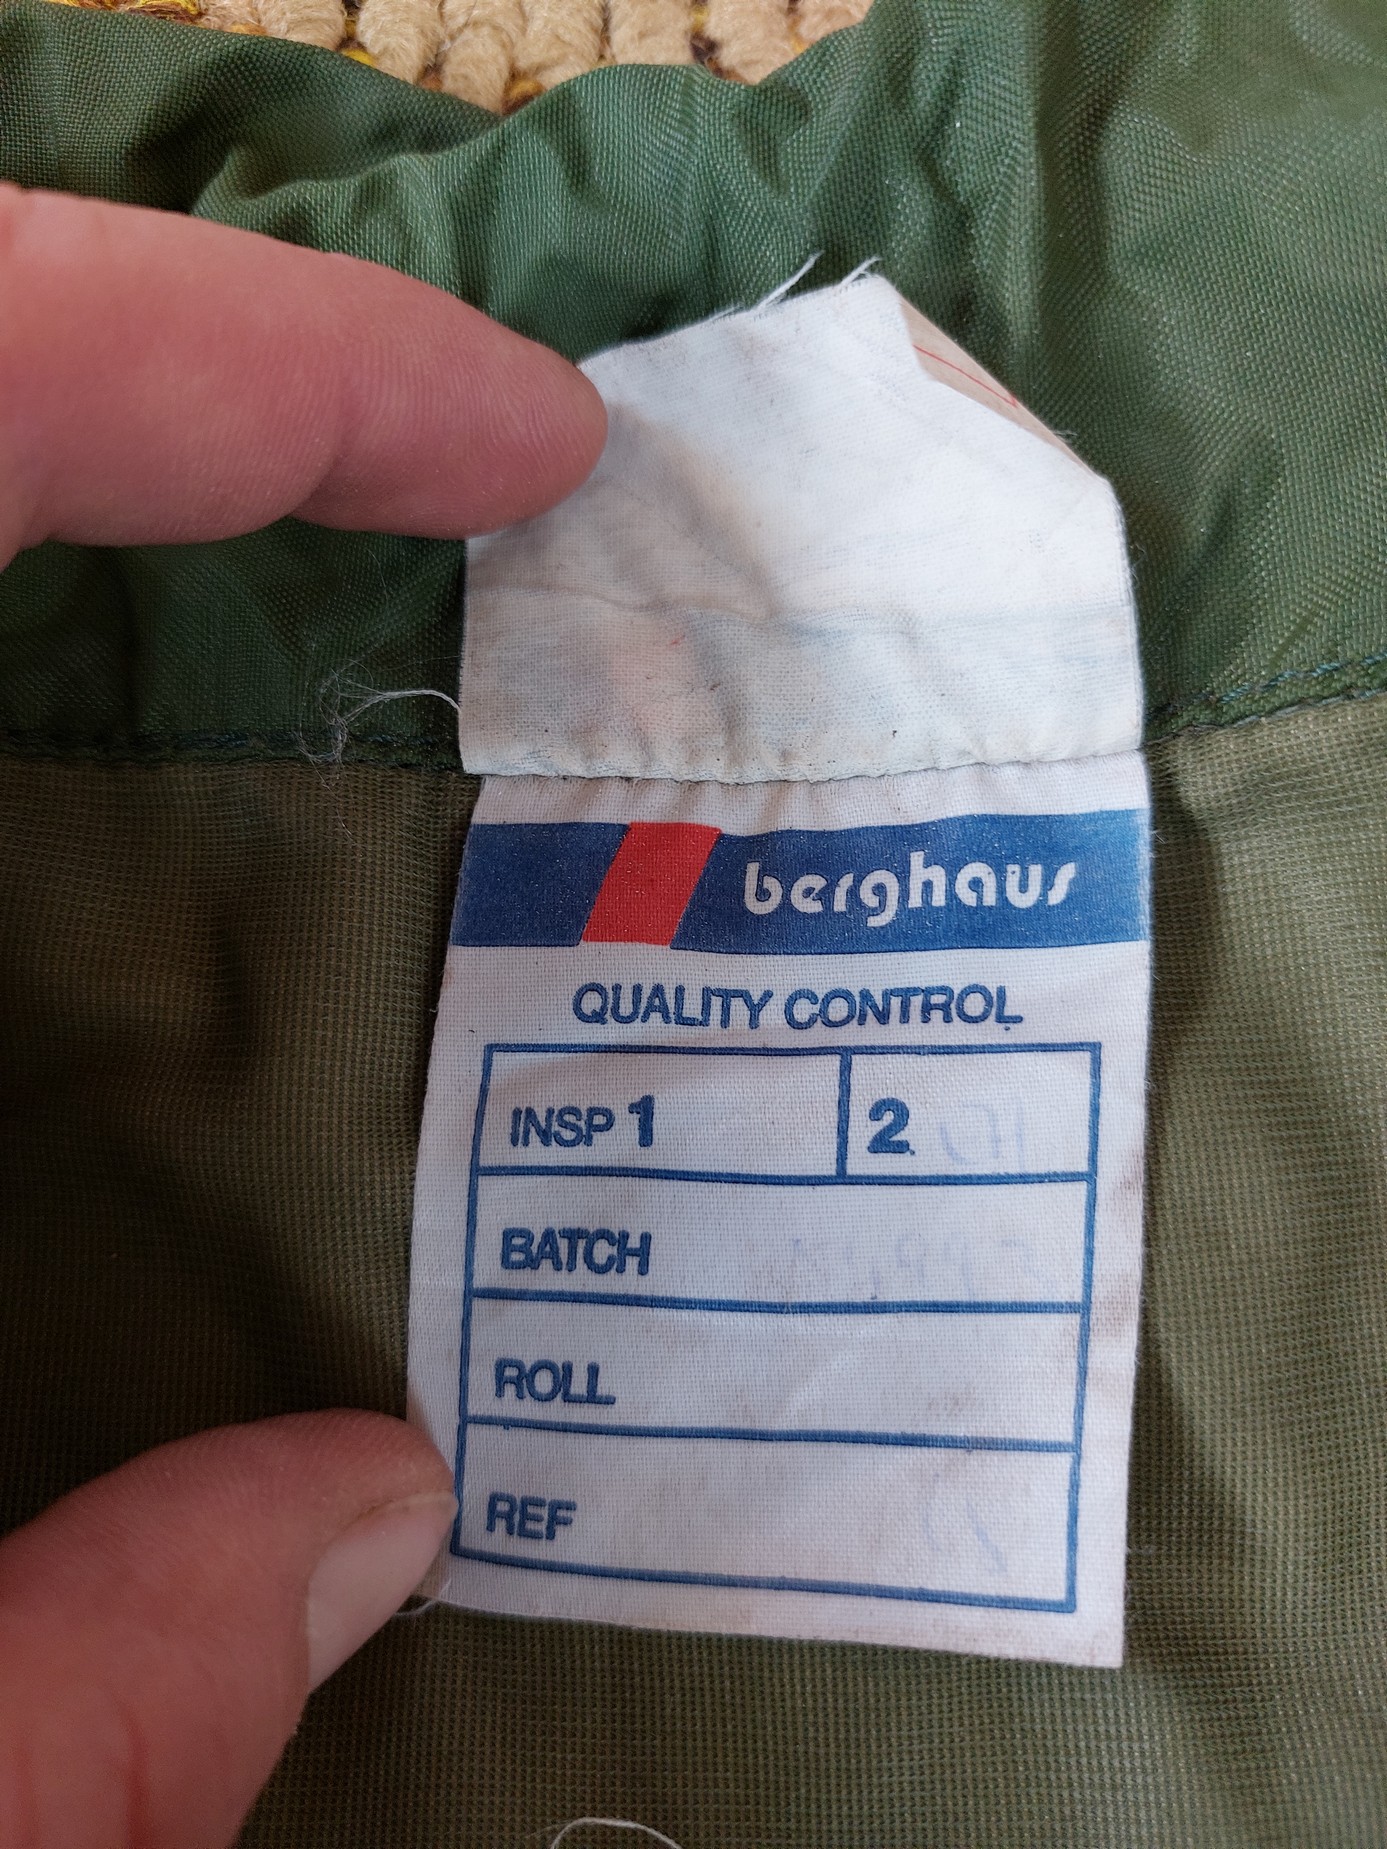 berghaus
QUALITY CONTROL
INSP 1 2
BATCH
ROLL
REF